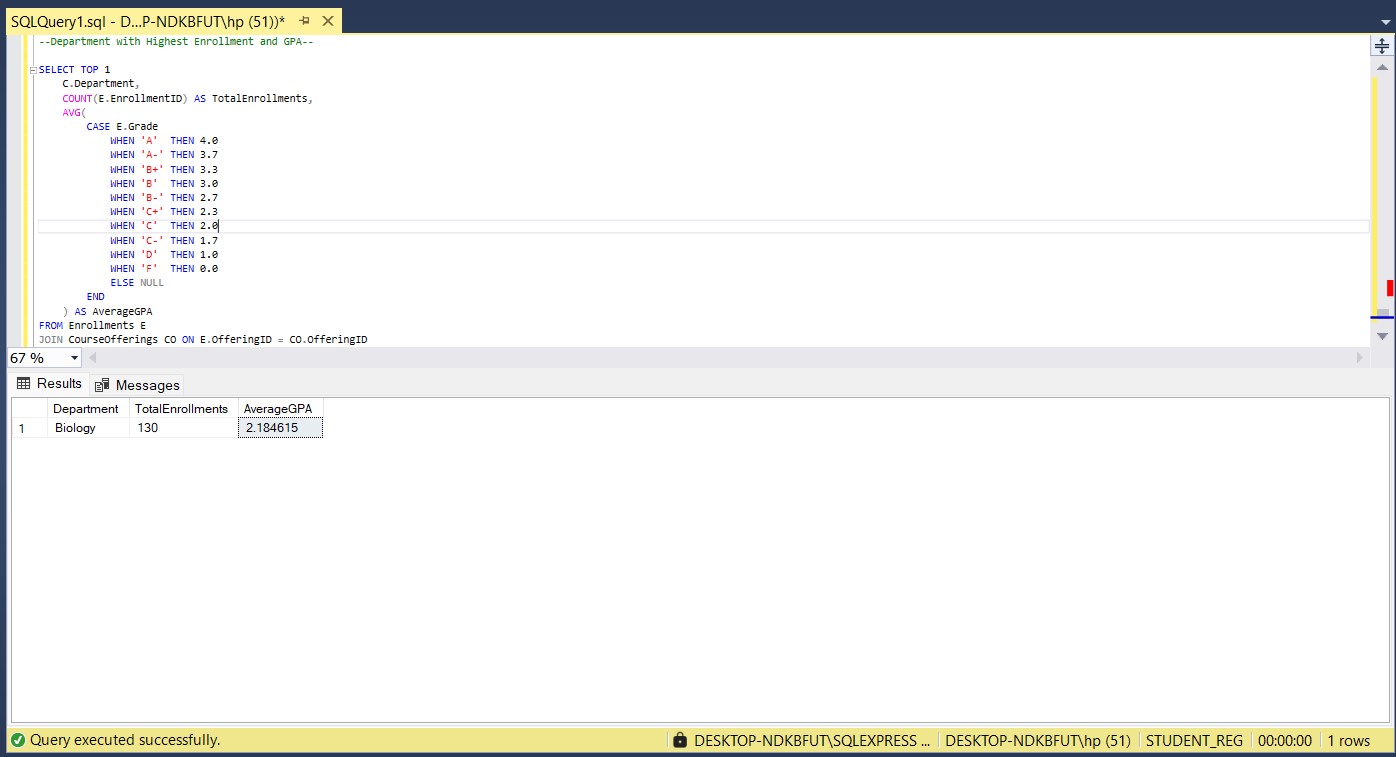 SQLQuery1.sql - D...P-NDKBFUT\hp (51))*
--Department with Highest Enrollment and GPA--
SELECT TOP 1
C.Department,
COUNT(E.EnrollmentID) AS TotalEnrollments,
AVG(
CASE E.Grade
WHEN 'A'  THEN 4.0
WHEN 'A-' THEN 3.7
WHEN 'B+' THEN 3.3
WHEN 'B'  THEN 3.0
WHEN 'B-' THEN 2.7
WHEN 'C+' THEN 2.3
WHEN 'C'  THEN 2.0
WHEN 'C-' THEN 1.7
WHEN 'D'  THEN 1.0
WHEN 'F'  THEN 0.0
ELSE NULL
END
) AS AverageGPA
FROM Enrollments E
JOIN CourseOfferings CO ON E.OfferingID = CO.OfferingID
67 %
Results Messages
Department TotalEnrollments AverageGPA
1 Biology 130 2.184615
Query executed successfully. DESKTOP-NDKBFUT\SQLEXPRESS ... DESKTOP-NDKBFUT\hp (51) STUDENT_REG 00:00:00 1 rows